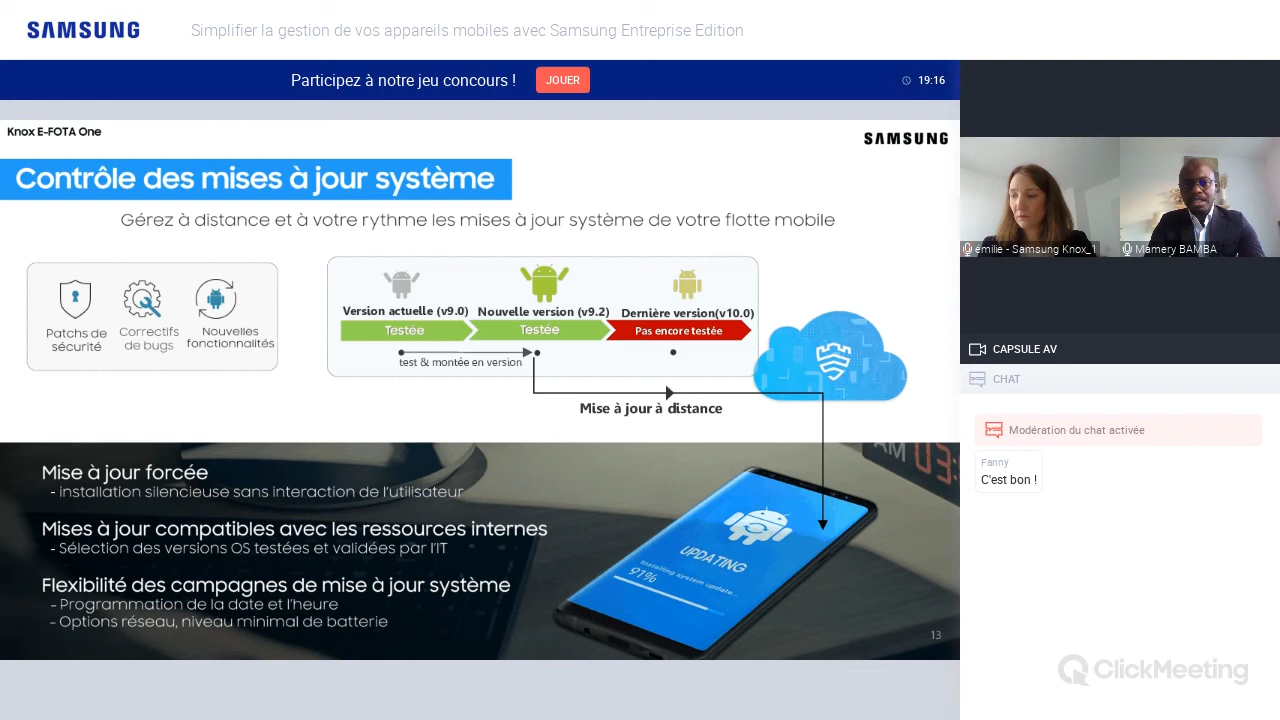 SAMSUNG
Simplifier la gestion de vos appareils mobiles avec Samsung Entreprise Edition
Participez à notre jeu concours !
JOUER
19:16
Knox E-FOTA One
SAMSUNG
Contrôle des mises à jour système
Gérez à distance et à votre rythme les mises à jour système de votre flotte mobile
Patchs de
sécurité
Correctifs
de bugs
Nouvelles
fonctionnalités
Version actuelle (v9.0)
Nouvelle version (v9.2)
Dernière version(v10.0)
Testée
Testée
Pas encore testée
test & montée en version
Mise à jour à distance
Mise à jour forcée
- installation silencieuse sans interaction de l'utilisateur
Mises à jour compatibles avec les ressources internes
- Sélection des versions OS testées et validées par l'IT
Flexibilité des campagnes de mise à jour système
- Programmation de la date et l'heure
- Options réseau, niveau minimal de batterie
AM
UPDATING
Installing system update...
91%
13
émilie - Samsung Knox_1
Mamery BAMBA
CAPSULE AV
CHAT
Modération du chat activée
Fanny
C'est bon !
ClickMeeting